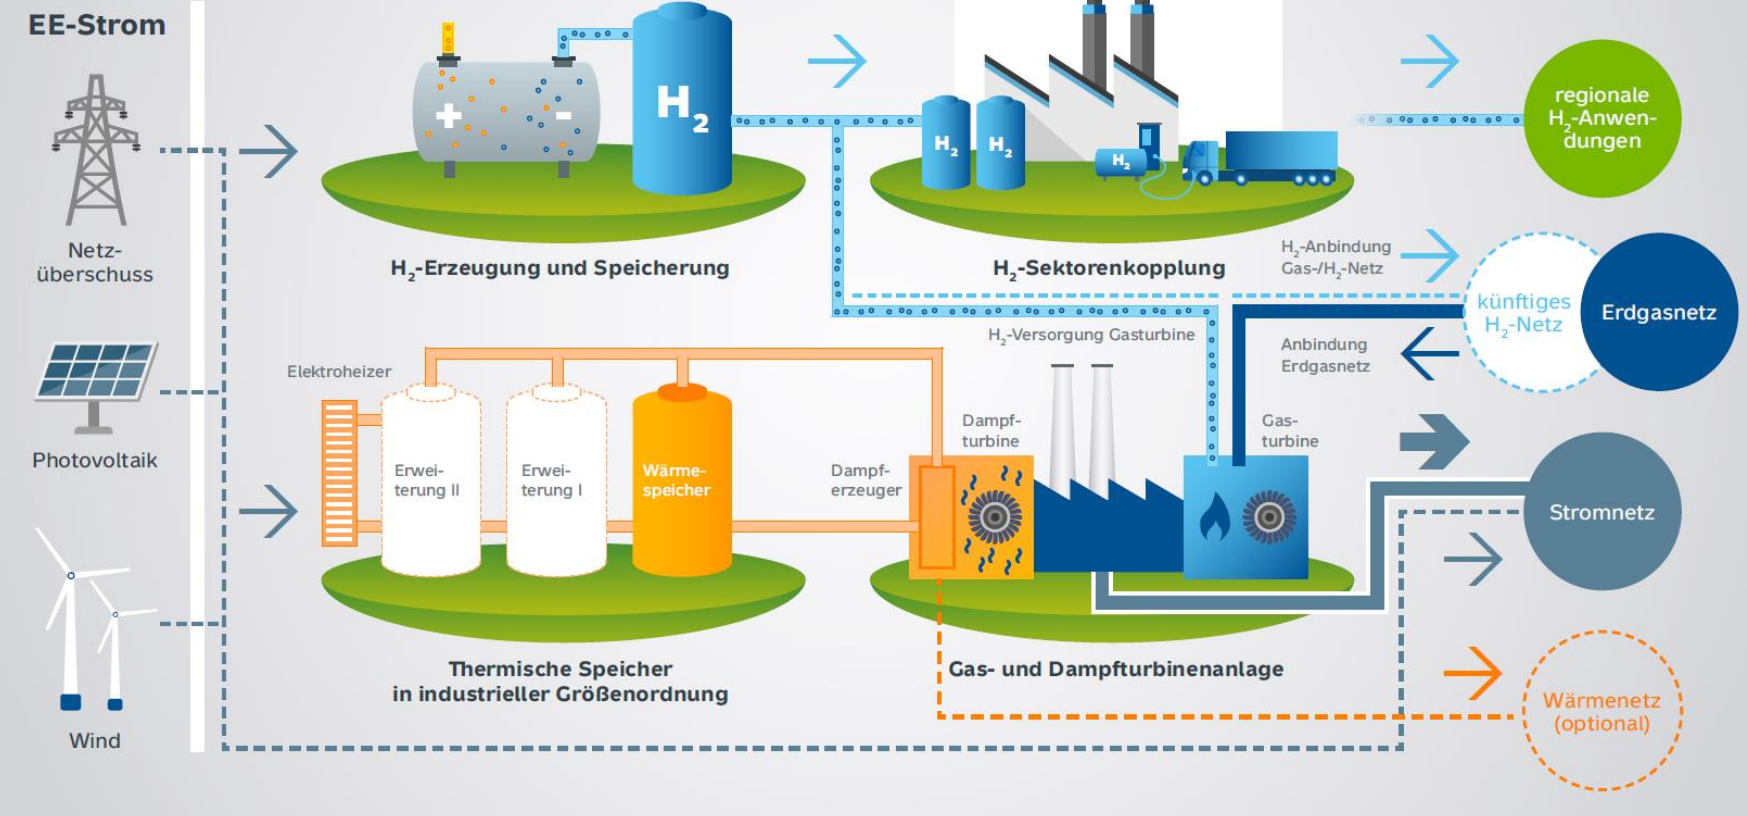 EE-Strom
Netz-
überschuss
Photovoltaik
Wind
+
-
H₂
H₂-Erzeugung und Speicherung
H₂
H₂
H₂
H₂-Sektorenkopplung
regionale
H₂-Anwen-
dungen
H₂-Anbindung
Gas-/H₂-Netz
künftiges
H₂-Netz
Erdgasnetz
H₂-Versorgung Gasturbine
Anbindung
Erdgasnetz
Elektroheizer
Erwei-
terung II
Erwei-
terung I
Wärme-
speicher
Dampf-
erzeuger
Dampf-
turbine
Gas-
turbine
Stromnetz
Thermische Speicher
in industrieller Größenordnung
Gas- und Dampfturbinenanlage
Wärmenetz
(optional)